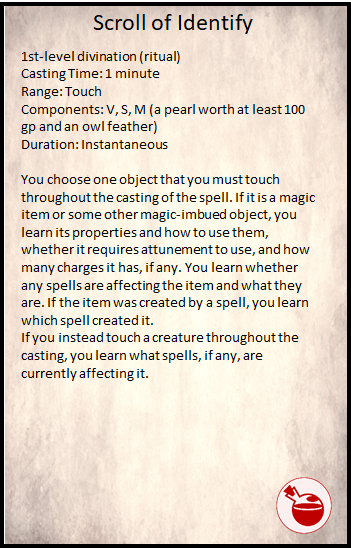 Scroll of Identify
1st-level divination (ritual)
Casting Time: 1 minute
Range: Touch
Components: V, S, M (a pearl worth at least 100
gp and an owl feather)
Duration: Instantaneous
You choose one object that you must touch
throughout the casting of the spell. If it is a magic
item or some other magic-imbued object, you
learn its properties and how to use them,
whether it requires attunement to use, and how
many charges it has, if any. You learn whether
any spells are affecting the item and what they
are. If the item was created by a spell, you learn
which spell created it.
If you instead touch a creature throughout the
casting, you learn what spells, if any, are
currently affecting it.